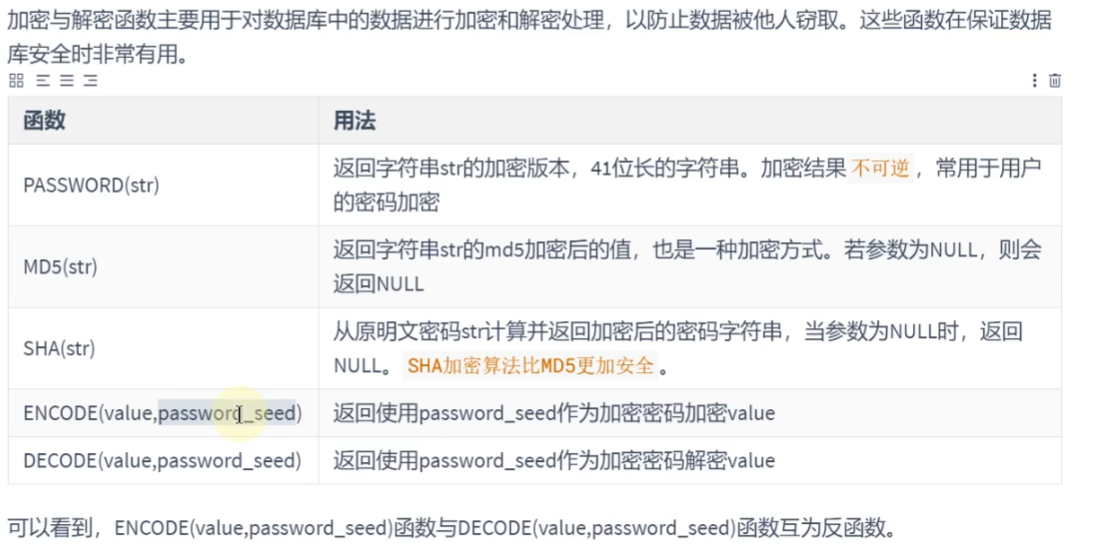 加密与解密函数主要用于对数据库中的数据进行加密和解密处理，以防止数据被他人窃取。这些函数在保证数据
库安全时非常有用。
函数 用法
PASSWORD(str) 返回字符串str的加密版本，41位长的字符串。加密结果 不可逆 ，常用于用户
的密码加密
MD5(str) 返回字符串str的md5加密后的值，也是一种加密方式。若参数为NULL，则会
返回NULL
SHA(str) 从原明文密码str计算并返回加密后的密码字符串，当参数为NULL时，返回
NULL。 SHA加密算法比MD5更加安全 。
ENCODE(value,password_seed) 返回使用password_seed作为加密密码加密value
DECODE(value,password_seed) 返回使用password_seed作为加密密码解密value
可以看到，ENCODE(value,password_seed)函数与DECODE(value,password_seed)函数互为反函数。